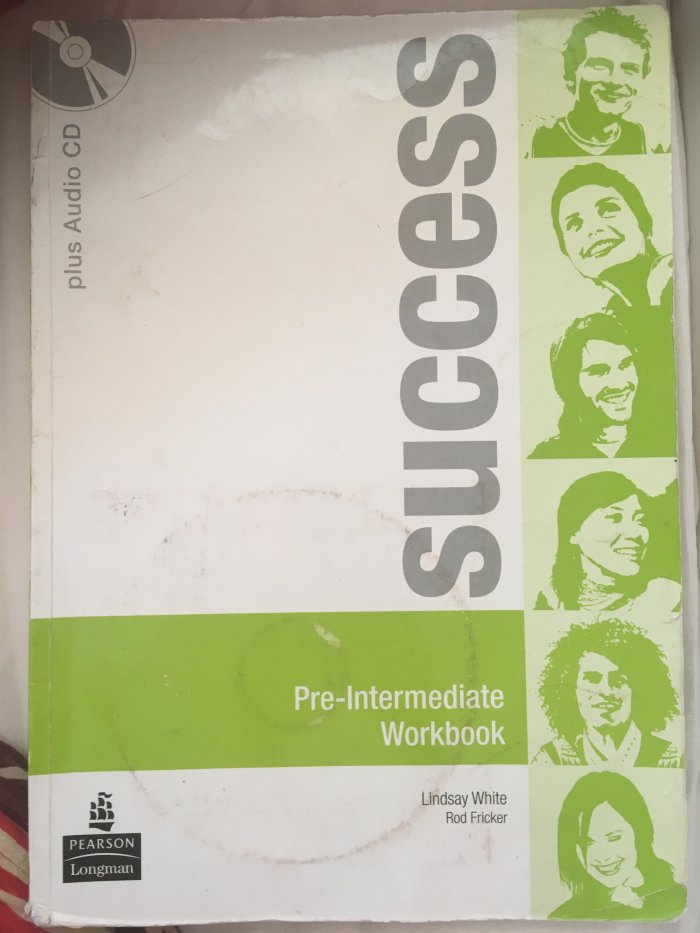 plus Audio CD
success
Pre-Intermediate
Workbook
Lindsay White
Rod Fricker
PEARSON
Longman